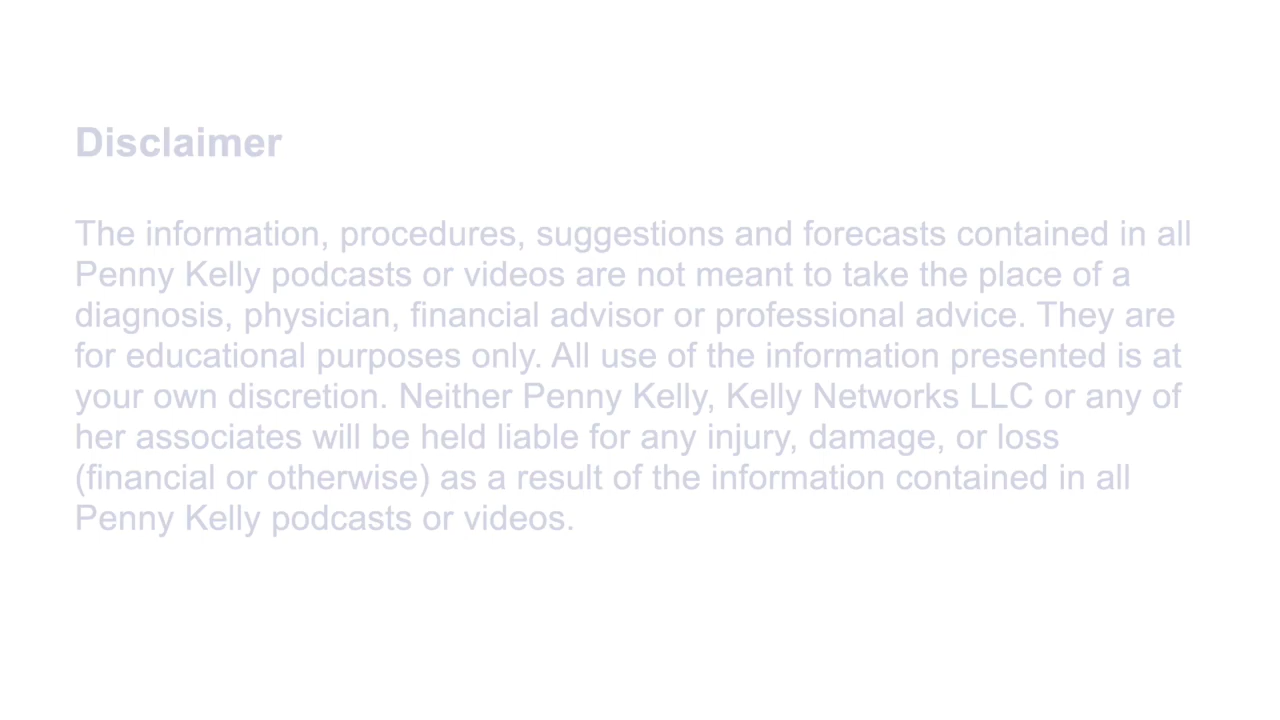 Disclaimer
The information, procedures, suggestions and forecasts contained in all
Penny Kelly podcasts or videos are not meant to take the place of a
diagnosis, physician, financial advisor or professional advice. They are
for educational purposes only. All use of the information presented is at
your own discretion. Neither Penny Kelly, Kelly Networks LLC or any of
her associates will be held liable for any injury, damage, or loss
(financial or otherwise) as a result of the information contained in all
Penny Kelly podcasts or videos.